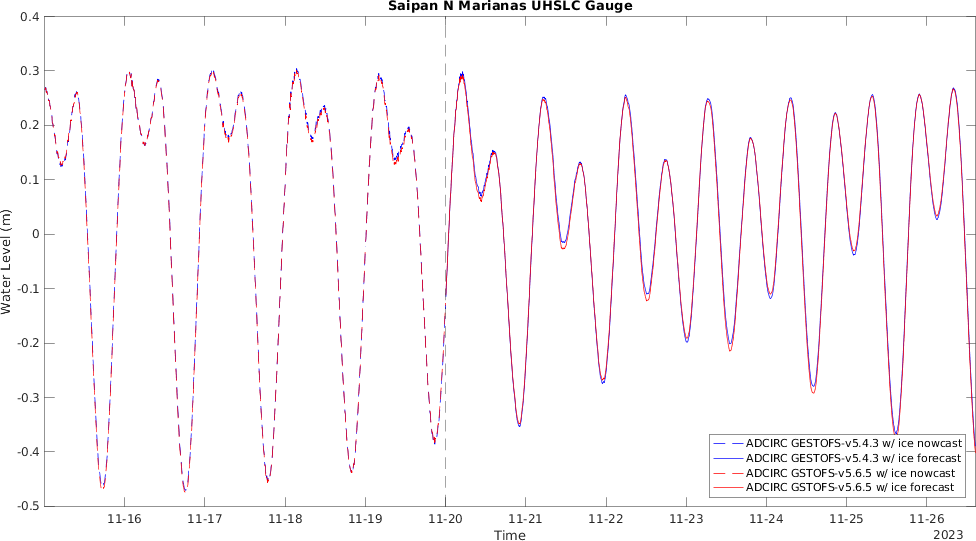 Saipan N Marianas UHSLC Gauge
0.4
0.3
0.2
0.1
0
-0.1
-0.2
-0.3
-0.4
-0.5
Water Level (m)
ADCIRC GESTOFS-v5.4.3 w/ ice nowcast
ADCIRC GESTOFS-v5.4.3 w/ ice forecast
ADCIRC GSTOFS-v5.6.5 w/ ice nowcast
ADCIRC GSTOFS-v5.6.5 w/ ice forecast
11-16 11-17 11-18 11-19 11-20 11-21 11-22 11-23 11-24 11-25 11-26
Time
2023